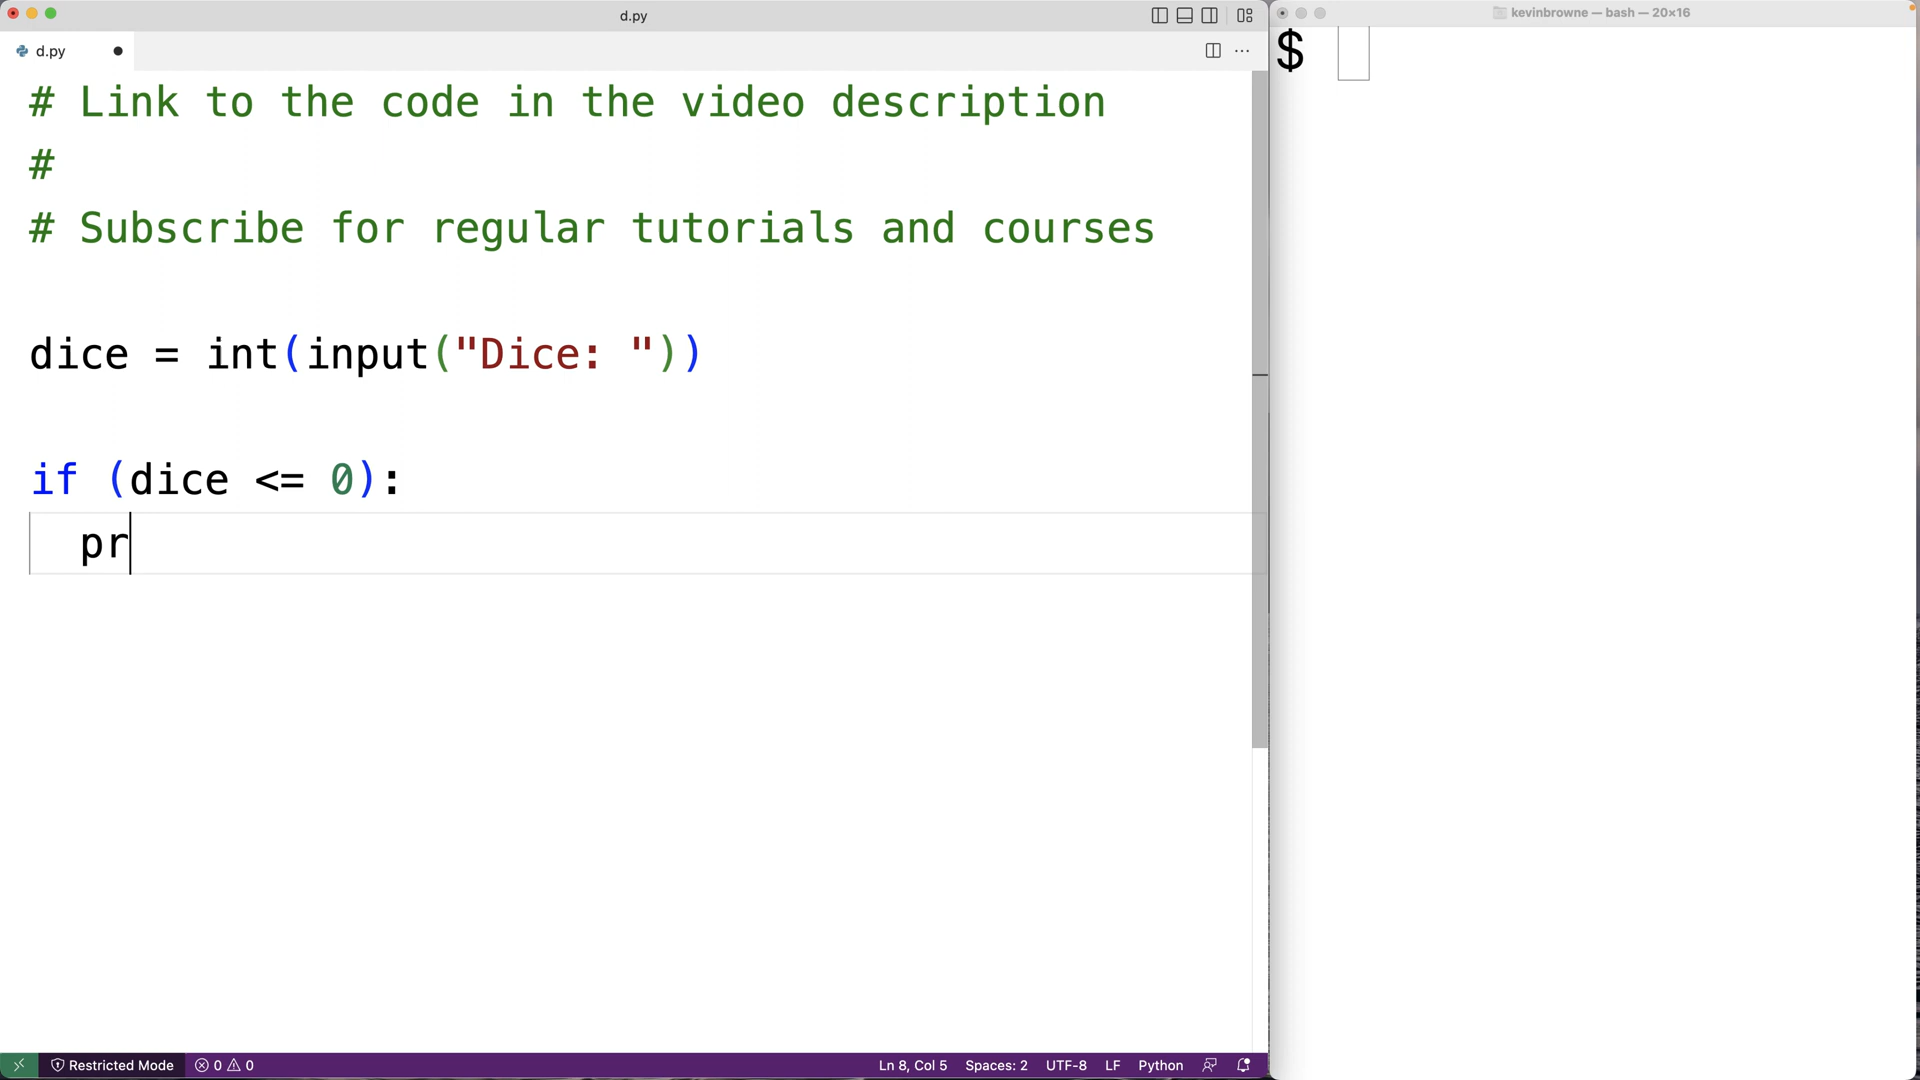 d.py
d.py
# Link to the code in the video description
#
# Subscribe for regular tutorials and courses
dice = int(input("Dice: "))
if (dice <= 0):
  pr
Restricted Mode 0 0 Ln 8, Col 5 Spaces: 2 UTF-8 LF Python
kevinbrowne — bash — 20×16
$